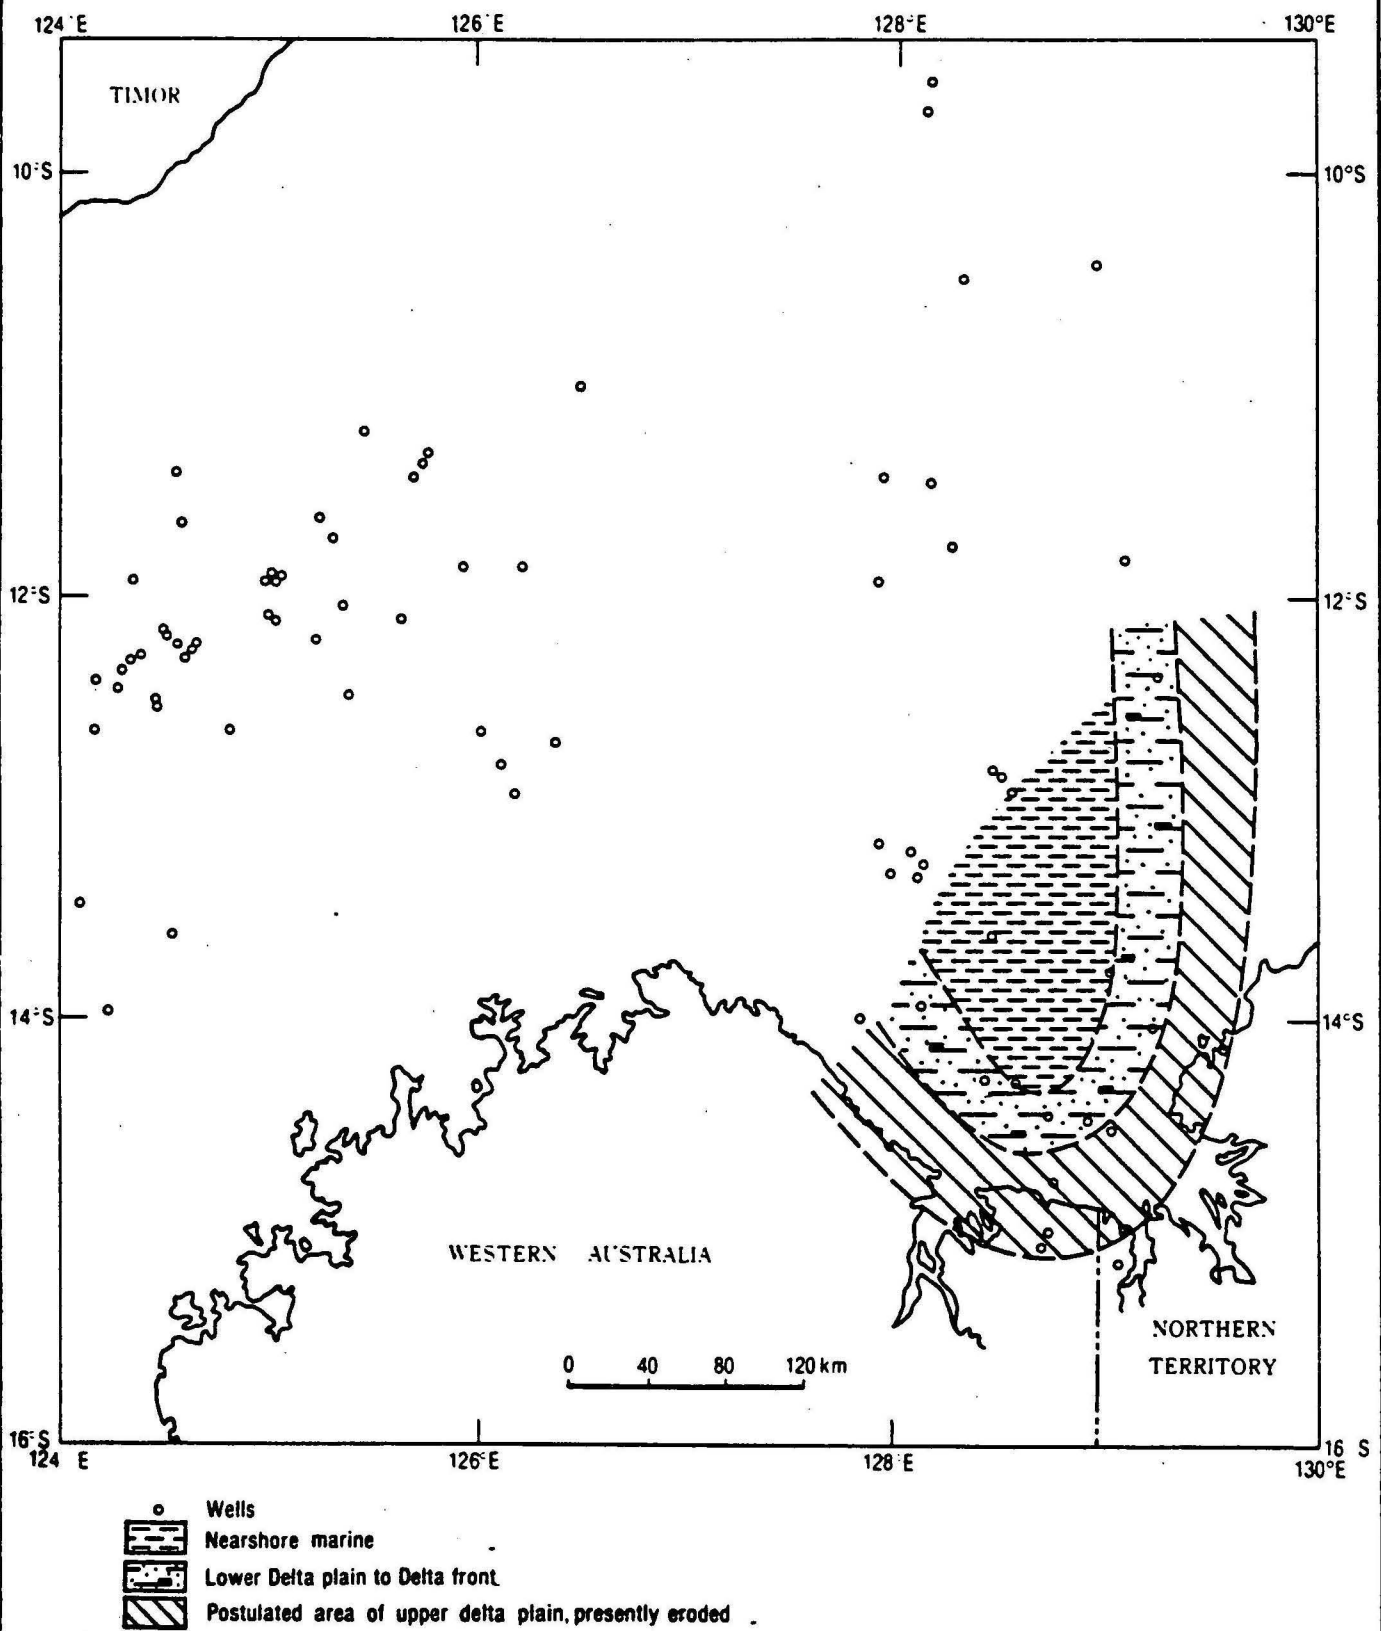 124°E 126°E 128°E 130°E
TIMOR
10°S 10°S
12°S 12°S
14°S 14°S
WESTERN AUSTRALIA
NORTHERN
TERRITORY
0 40 80 120 km
16°S 16 S
124 E 126°E 128°E 130°E
Wells
Nearshore marine
Lower Delta plain to Delta front
Postulated area of upper delta plain, presently eroded